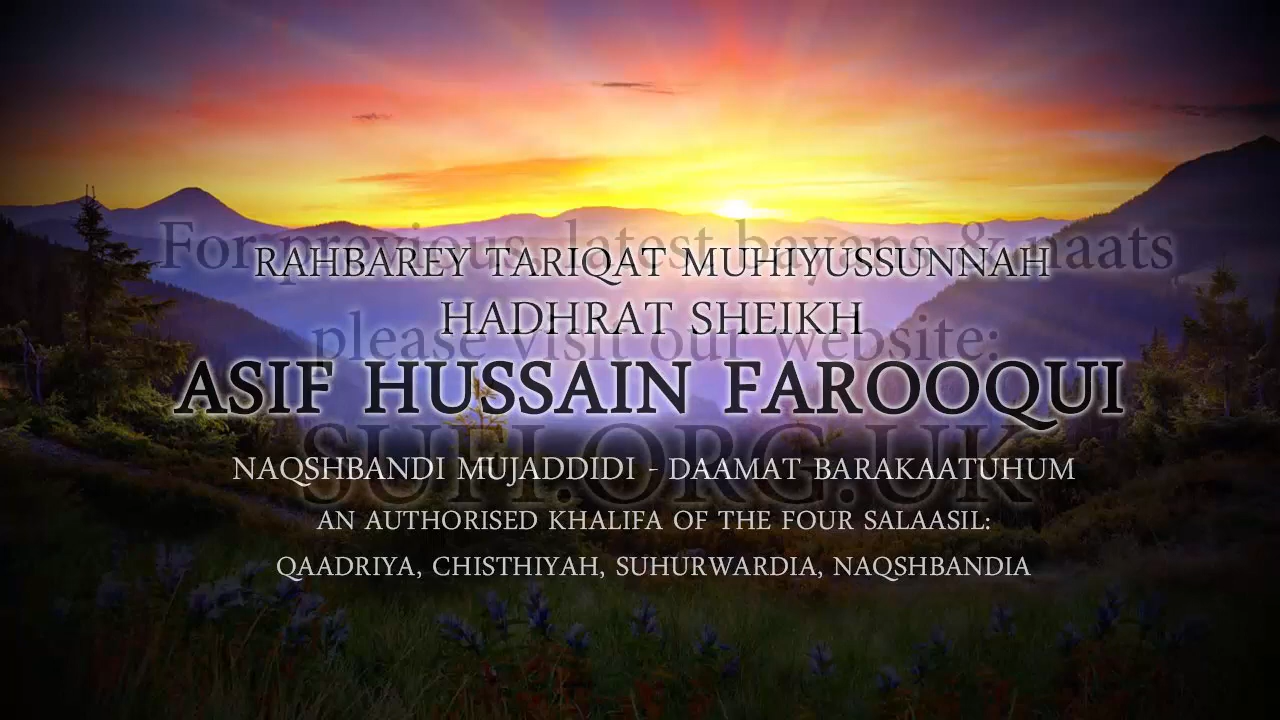 For previous, latest bayans & naats
RAHBAREY TARIQAT MUHIYUSSUNNAH
HADHRAT SHEIKH
please visit our website:
ASIF HUSSAIN FAROOQUI
SUFI.ORG.UK
NAQSHBANDI MUJADDIDI - DAAMAT BARAKAATUHUM
AN AUTHORISED KHALIFA OF THE FOUR SALAASIL:
QAADRIYA, CHISTHIYAH, SUHURWARDIA, NAQSHBANDIA